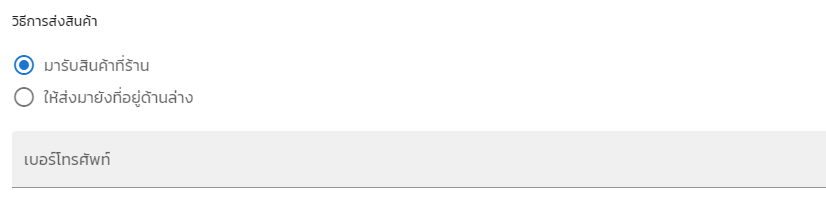 วิธีการส่งสินค้า
มารับสินค้าที่ร้าน
ให้ส่งมายังที่อยู่ด้านล่าง
เบอร์โทรศัพท์